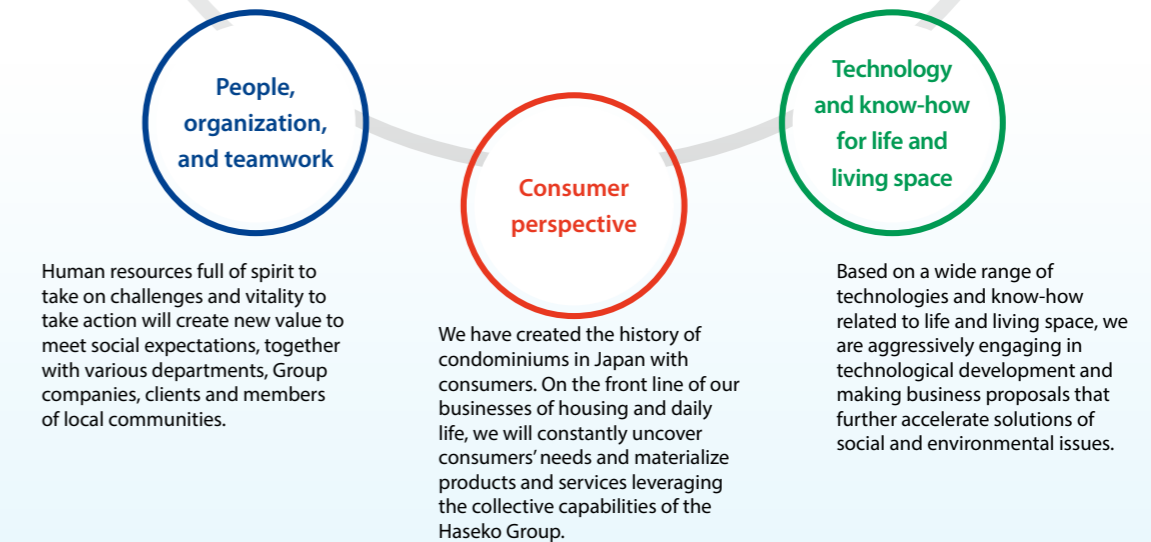 People,
organization,
and teamwork
Human resources full of spirit to
take on challenges and vitality to
take action will create new value to
meet social expectations, together
with various departments, Group
companies, clients and members
of local communities.
Consumer
perspective
We have created the history of
condominiums in Japan with
consumers. On the front line of our
businesses of housing and daily
life, we will constantly uncover
consumers’ needs and materialize
products and services leveraging
the collective capabilities of the
Haseko Group.
Technology
and know-how
for life and
living space
Based on a wide range of
technologies and know-how
related to life and living space, we
are aggressively engaging in
technological development and
making business proposals that
further accelerate solutions of
social and environmental issues.